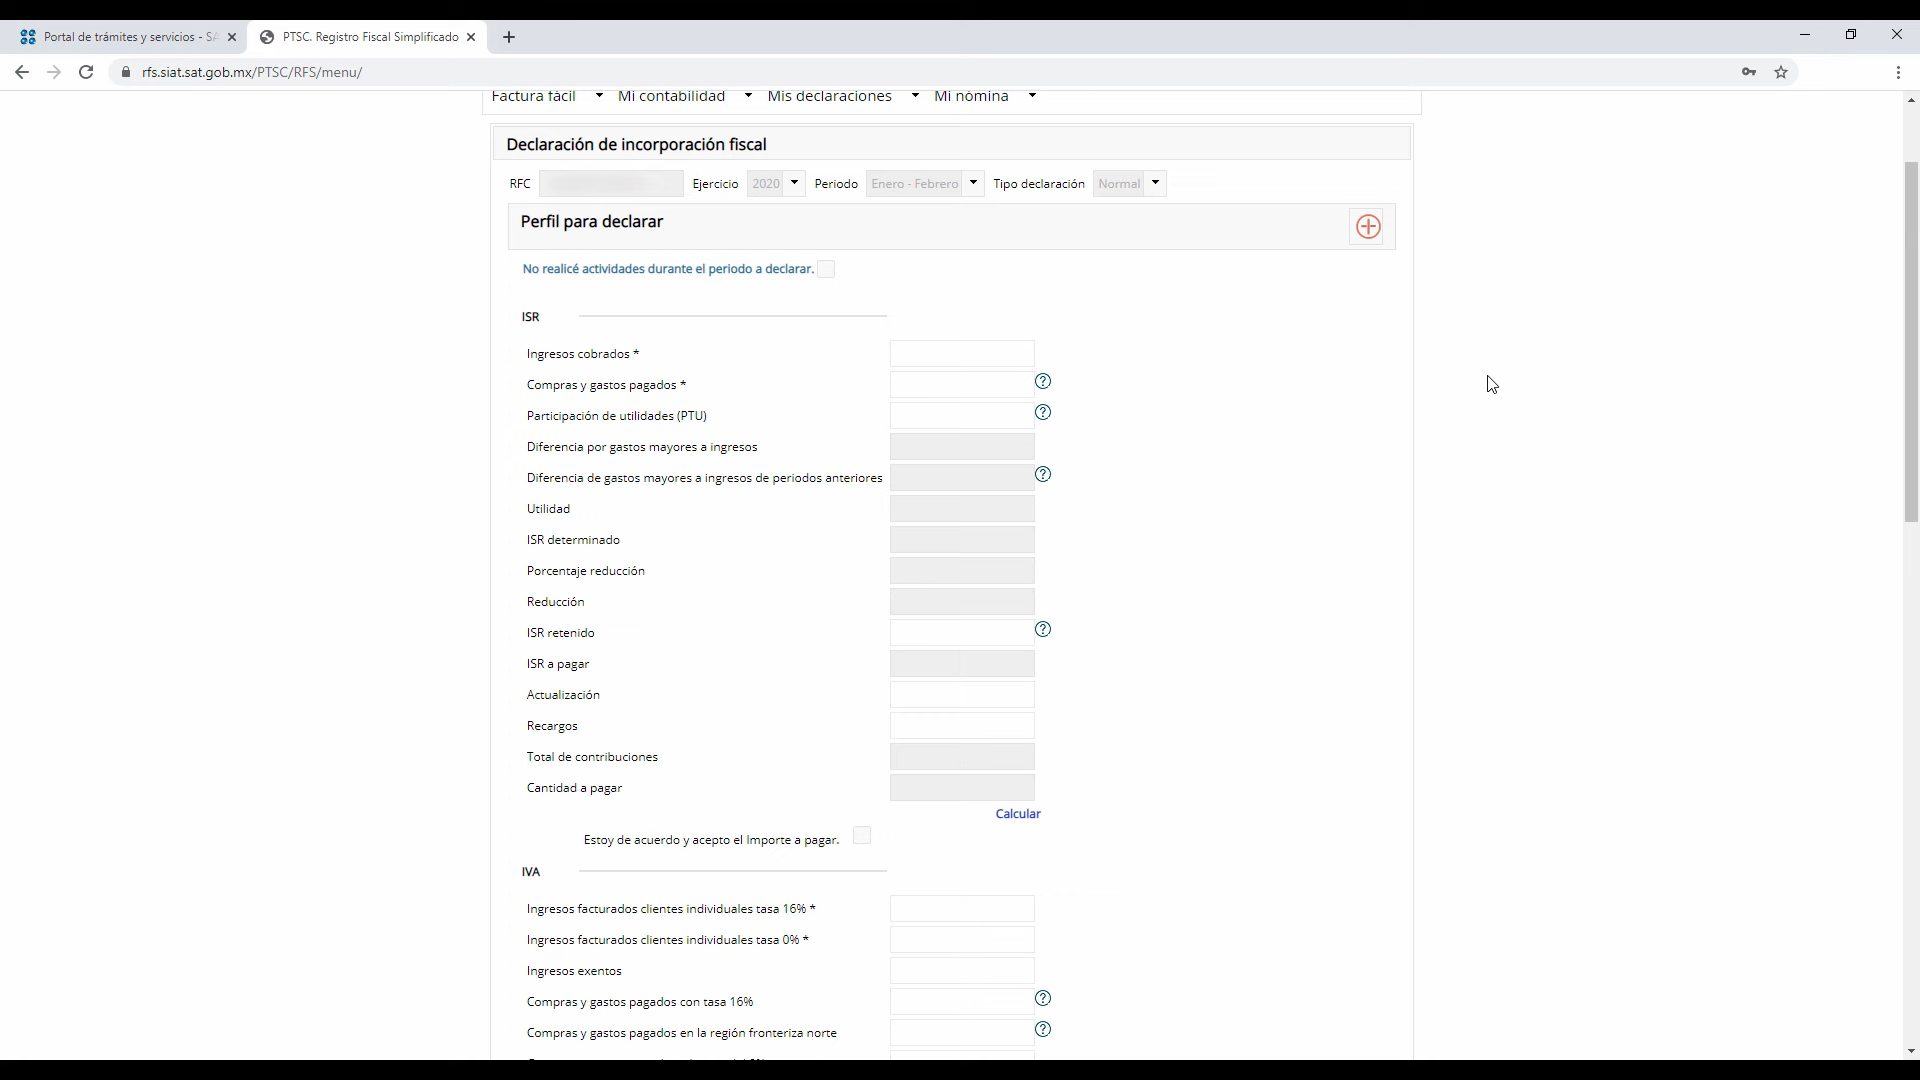 Portal de trámites y servicios - SA
PTSC. Registro Fiscal Simplificado
rfs.siat.sat.gob.mx/PTSC/RFS/menu/
Factura fácil Mi contabilidad Mis declaraciones Mi nómina
Declaración de incorporación fiscal
RFC Ejercicio 2020 Periodo Enero - Febrero Tipo declaración Normal
Perfil para declarar
No realicé actividades durante el periodo a declarar.
ISR
Ingresos cobrados *
Compras y gastos pagados *
Participación de utilidades (PTU)
Diferencia por gastos mayores a ingresos
Diferencia de gastos mayores a ingresos de periodos anteriores
Utilidad
ISR determinado
Porcentaje reducción
Reducción
ISR retenido
ISR a pagar
Actualización
Recargos
Total de contribuciones
Cantidad a pagar
Calcular
Estoy de acuerdo y acepto el Importe a pagar.
IVA
Ingresos facturados clientes individuales tasa 16% *
Ingresos facturados clientes individuales tasa 0% *
Ingresos exentos
Compras y gastos pagados con tasa 16%
Compras y gastos pagados en la región fronteriza norte